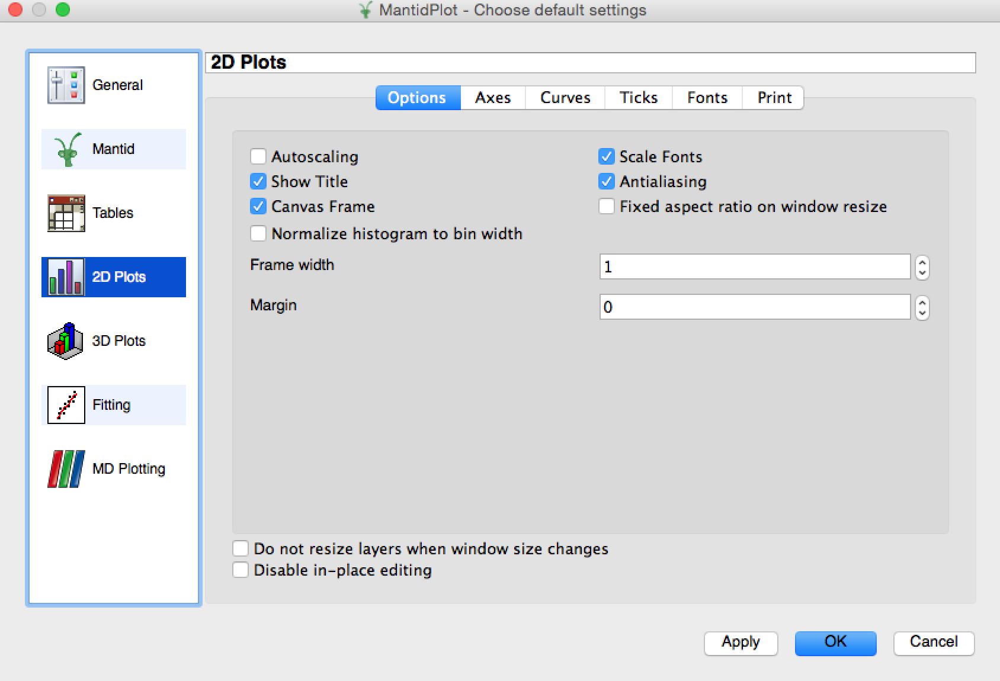 MantidPlot - Choose default settings
General
Mantid
Tables
2D Plots
3D Plots
Fitting
MD Plotting
2D Plots
Options Axes Curves Ticks Fonts Print
Autoscaling
Show Title
Canvas Frame
Normalize histogram to bin width
Scale Fonts
Antialiasing
Fixed aspect ratio on window resize
Frame width 1
Margin 0
Do not resize layers when window size changes
Disable in-place editing
Apply OK Cancel